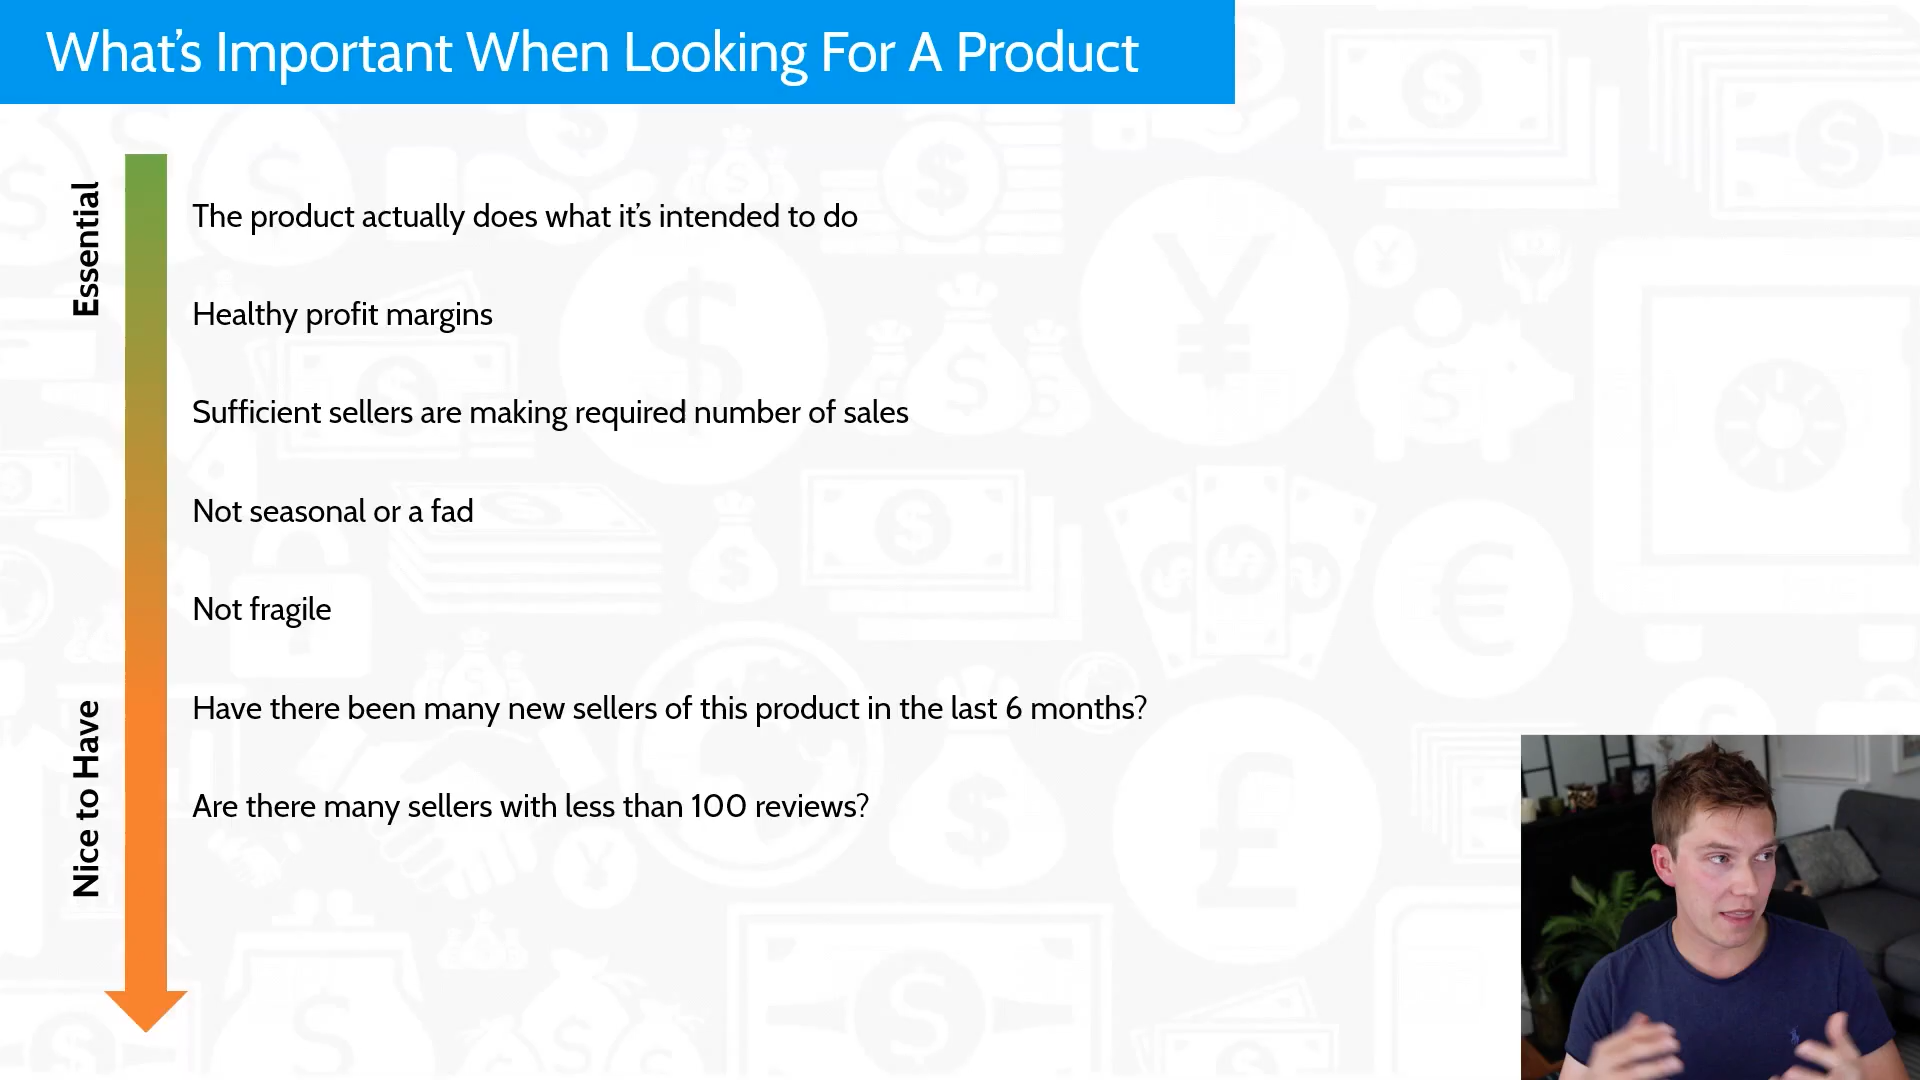 What's Important When Looking For A Product
Essential
The product actually does what it's intended to do
Healthy profit margins
Sufficient sellers are making required number of sales
Not seasonal or a fad
Not fragile
Nice to Have
Have there been many new sellers of this product in the last 6 months?
Are there many sellers with less than 100 reviews?